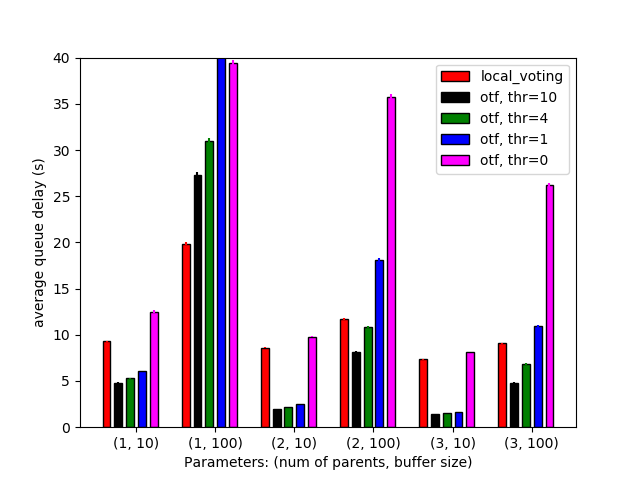 40
35
30
25
20
15
10
5
0
average queue delay (s)
local_voting
otf, thr=10
otf, thr=4
otf, thr=1
otf, thr=0
(1, 10)
(1, 100)
(2, 10)
(2, 100)
(3, 10)
(3, 100)
Parameters: (num of parents, buffer size)